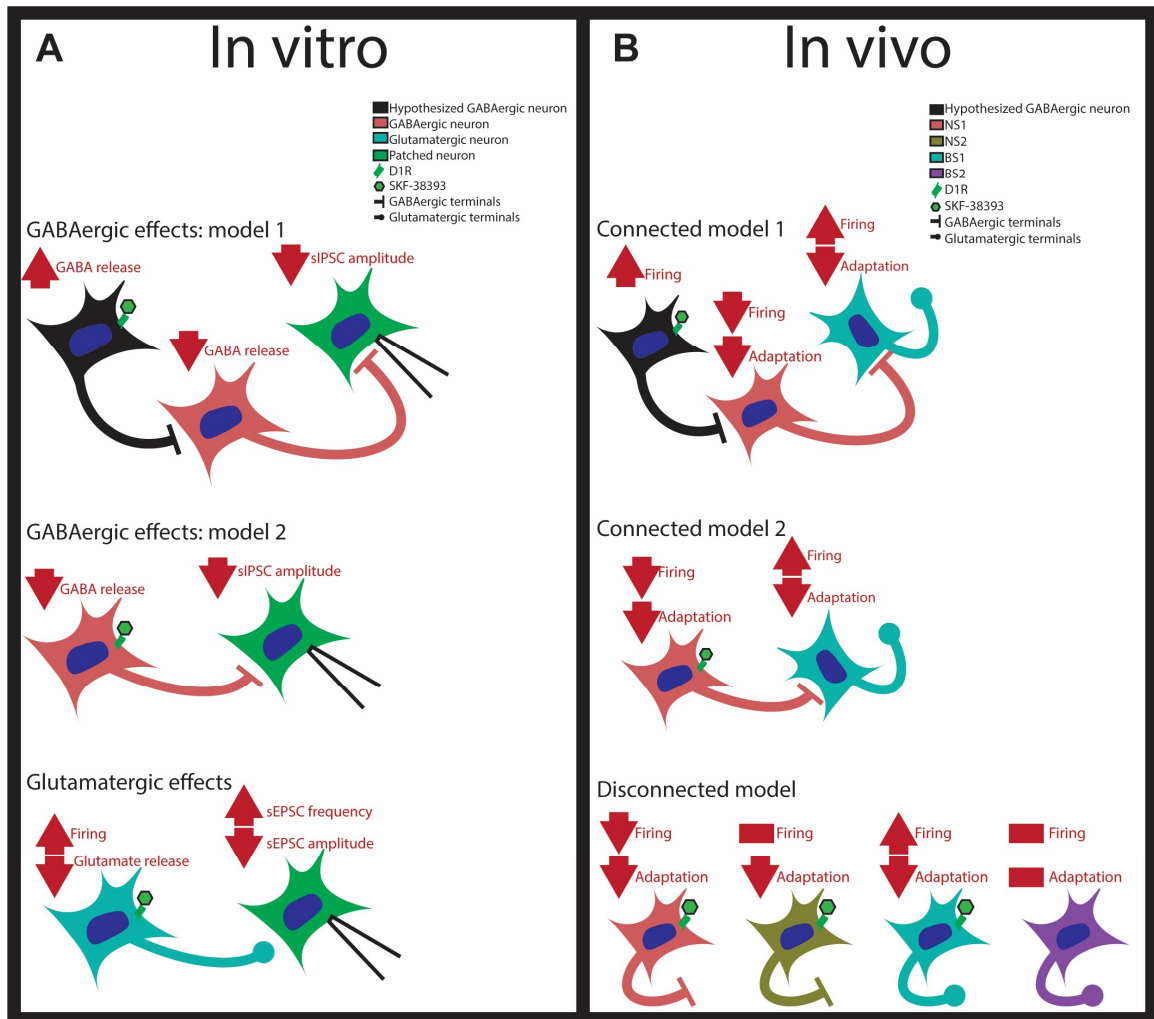 A
In vitro
Hypothesized GABAergic neuron
GABAergic neuron
Glutamatergic neuron
Patched neuron
D1R
SKF-38393
GABAergic terminals
Glutamatergic terminals
GABAergic effects: model 1
GABA release
sIPSC amplitude
GABA release
GABAergic effects: model 2
GABA release
sIPSC amplitude
Glutamatergic effects
Firing
Glutamate release
sEPSC frequency
sEPSC amplitude
B
In vivo
Hypothesized GABAergic neuron
NS1
NS2
BS1
BS2
D1R
SKF-38393
GABAergic terminals
Glutamatergic terminals
Connected model 1
Firing
Firing
Adaptation
Firing
Adaptation
Connected model 2
Firing
Adaptation
Firing
Adaptation
Disconnected model
Firing
Firing
Firing
Firing
Adaptation
Adaptation
Adaptation
Adaptation